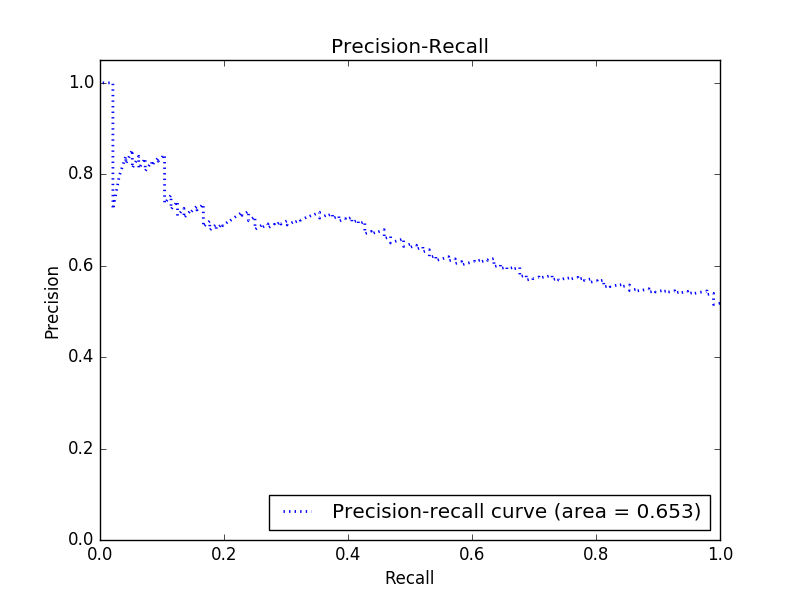 Precision-Recall
1.0
0.8
0.6
0.4
0.2
0.0
Precision
Precision-recall curve (area = 0.653)
0.0 0.2 0.4 0.6 0.8 1.0
Recall